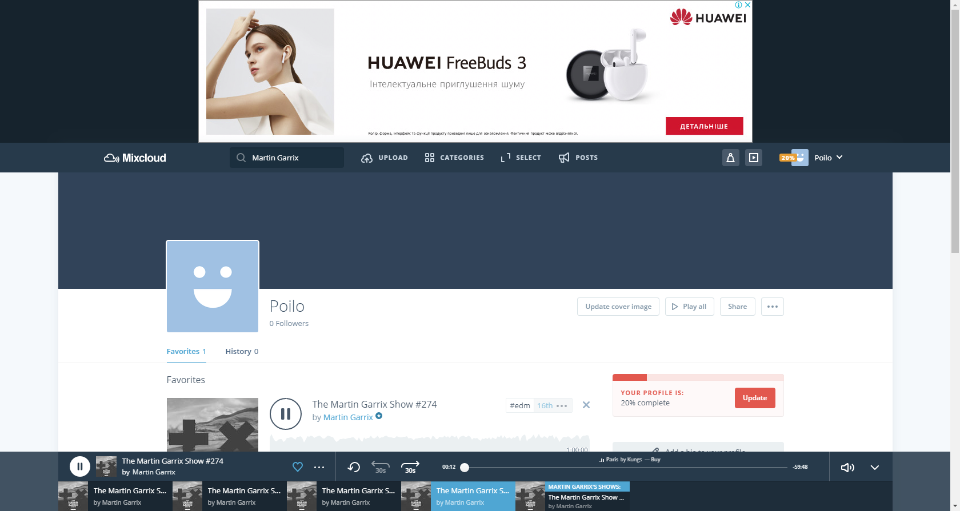 HUAWEI
HUAWEI FreeBuds 3
Інтелектуальне приглушення шуму
ДЕТАЛЬНІШЕ
Mixcloud
Martin Garrix
UPLOAD
CATEGORIES
SELECT
POSTS
20%
Poilo
Poilo
0 Followers
Update cover image
Play all
Share
Favorites 1
History 0
Favorites
The Martin Garrix Show #274
by Martin Garrix
#edm
16th
1:00:00
YOUR PROFILE IS:
20% complete
Update
The Martin Garrix Show #274
by Martin Garrix
30s
30s
00:12
Park by Kungs — Buy
-59:48
The Martin Garrix S...
by Martin Garrix
The Martin Garrix S...
by Martin Garrix
The Martin Garrix S...
by Martin Garrix
The Martin Garrix S...
by Martin Garrix
MARTIN GARRIX'S SHOWS:
The Martin Garrix Show ...
by Martin Garrix